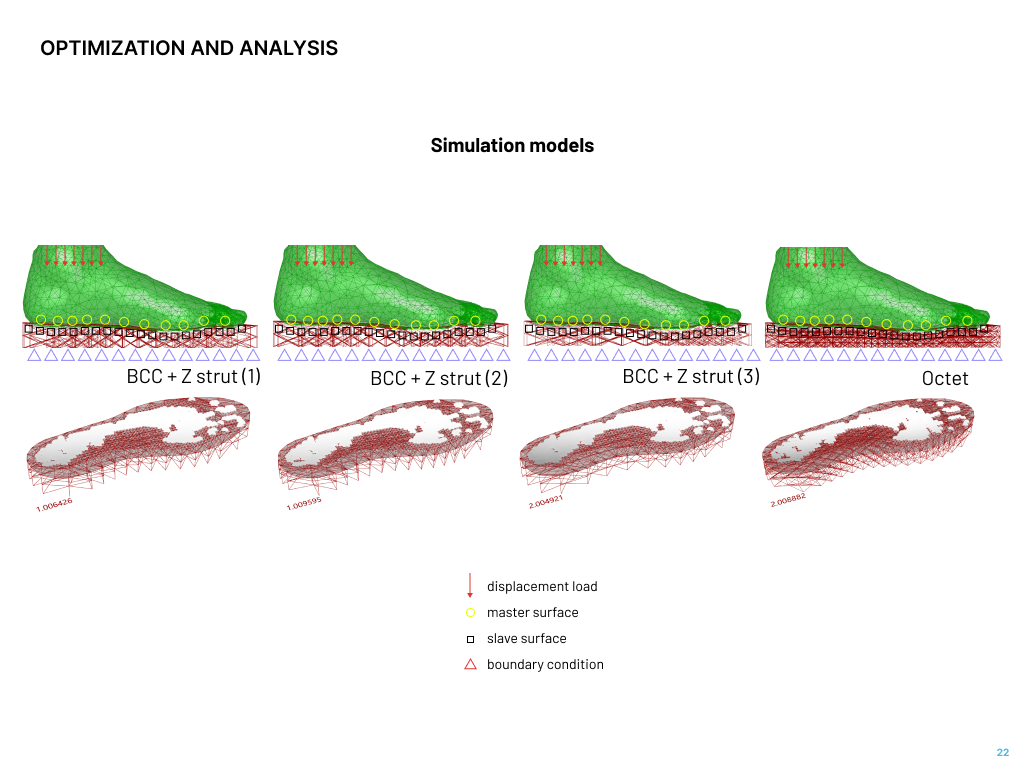 OPTIMIZATION AND ANALYSIS
Simulation models
BCC + Z strut (1)
BCC + Z strut (2)
BCC + Z strut (3)
Octet
1.006426
1.009595
2.004921
2.008882
displacement load
master surface
slave surface
boundary condition
22